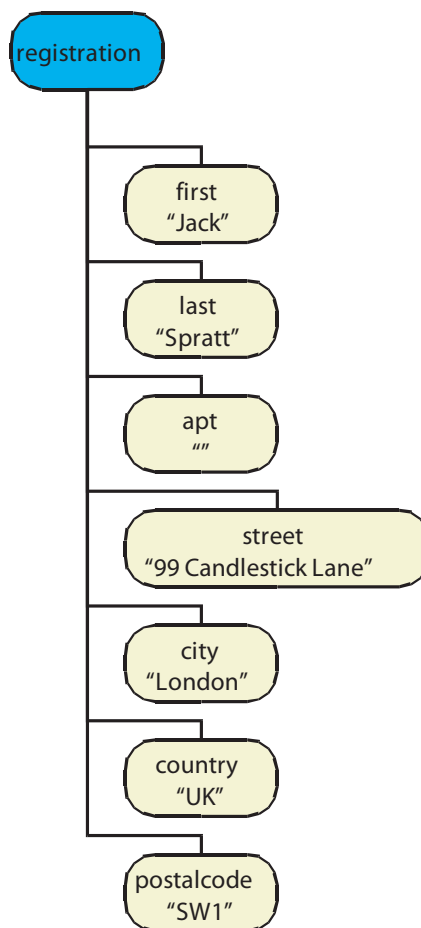 registration
first
“Jack”
last
“Spratt”
apt
“”
street
“99 Candlestick Lane”
city
“London”
country
“UK”
postalcode
“SW1”